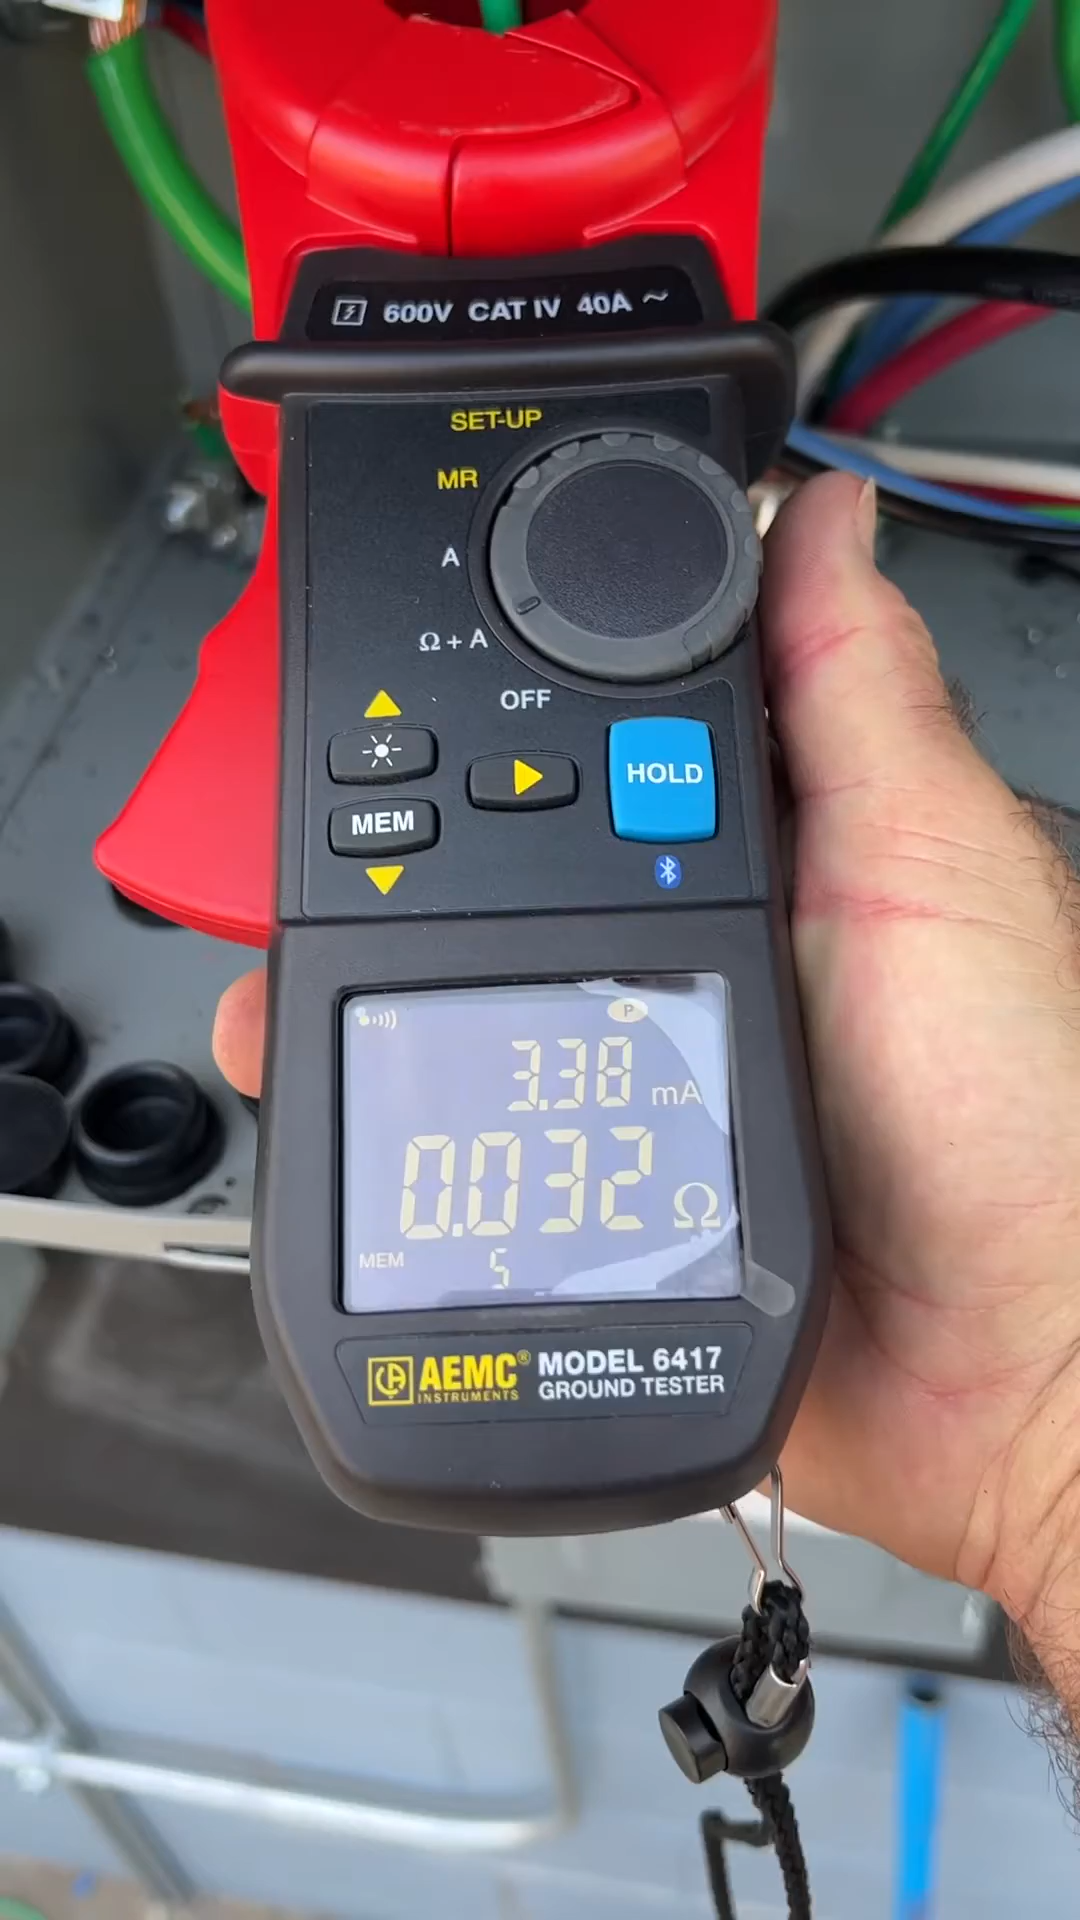 600V CAT IV 40A ~
SET-UP
MR
A
Ω + A
OFF
HOLD
MEM
P
3.38 mA
0.032 Ω
MEM 5
AEMC® INSTRUMENTS
MODEL 6417
GROUND TESTER